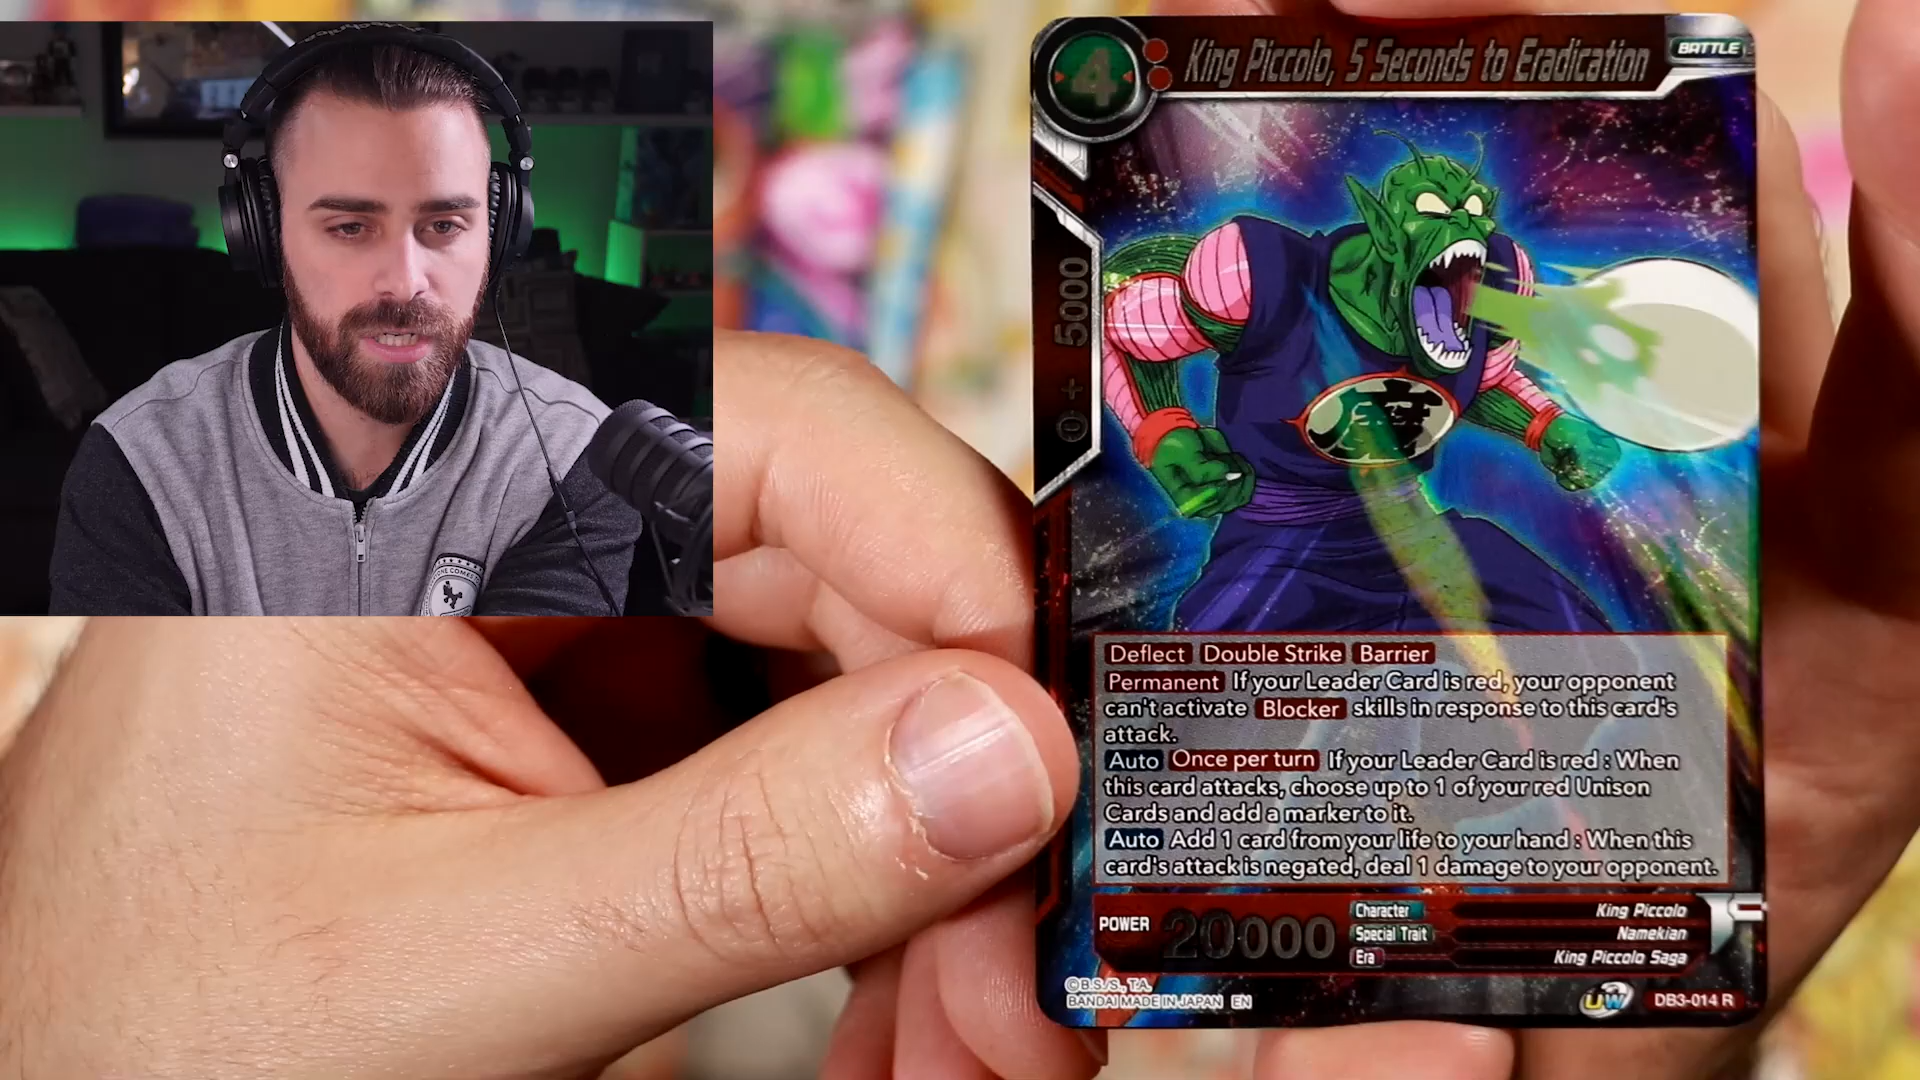 4
King Piccolo, 5 Seconds to Eradication
BATTLE
+ 5000
Deflect Double Strike Barrier
Permanent If your Leader Card is red, your opponent
can't activate Blocker skills in response to this card's
attack.
Auto Once per turn If your Leader Card is red : When
this card attacks, choose up to 1 of your red Unison
Cards and add a marker to it.
Auto Add 1 card from your life to your hand : When this
card's attack is negated, deal 1 damage to your opponent.
POWER 20000
Character King Piccolo
Special Trait Namekian
Era King Piccolo Saga
©B.S./S., T.A.
BANDAI MADE IN JAPAN EN
UW DB3-014 R